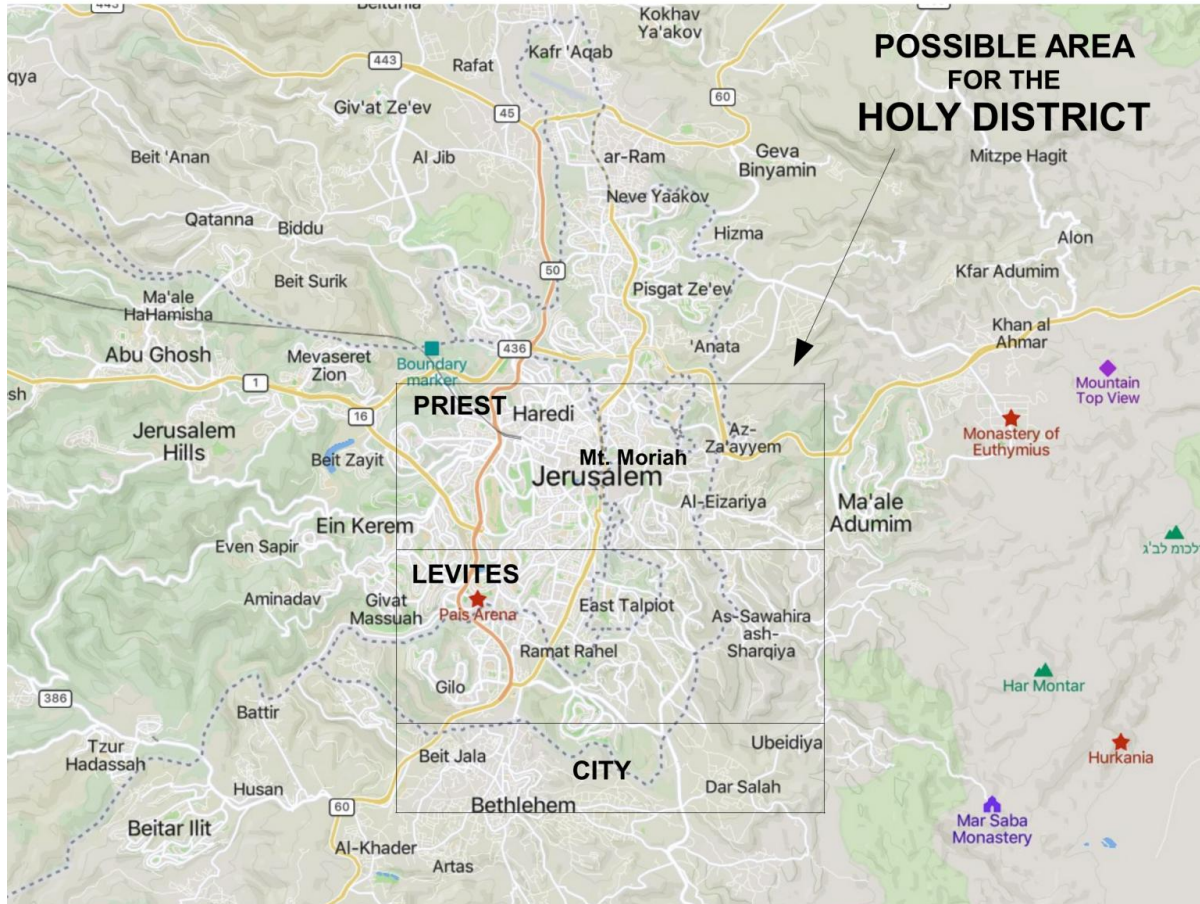 443
Beitunia
Kokhav
Ya'akov
Kafr 'Aqab
POSSIBLE AREA
FOR THE
HOLY DISTRICT
qya
443
Rafat
60
Giv'at Ze'ev
45
Beit 'Anan
Al Jib
ar-Ram
Geva
Binyamin
Mitzpe Hagit
Neve Yaakov
Qatanna
Biddu
Hizma
Alon
50
Beit Surik
Kfar Adumim
Pisgat Ze'ev
Ma'ale
HaHamisha
Khan al
Ahmar
436
'Anata
Abu Ghosh
Mevaseret
Zion
Boundary
marker
Mountain
Top View
1
sh
PRIEST
Haredi
16
Jerusalem
Hills
Az-
Za'ayyem
Monastery of
Euthymius
Beit Zayit
Mt. Moriah
Jerusalem
Al-Eizariya
Ma'ale
Adumim
Ein Kerem
Even Sapir
מלכומ לב'ג
LEVITES
Aminadav
Givat
Massuah
Pais Arena
East Talpiot
As-Sawahira
ash-
Sharqiya
Ramat Rahel
Gilo
Har Montar
386
Battir
Tzur
Hadassah
Beit Jala
Ubeidiya
Hurkania
CITY
Husan
60
Bethlehem
Dar Salah
Beitar Ilit
Mar Saba
Monastery
Al-Khader
Artas